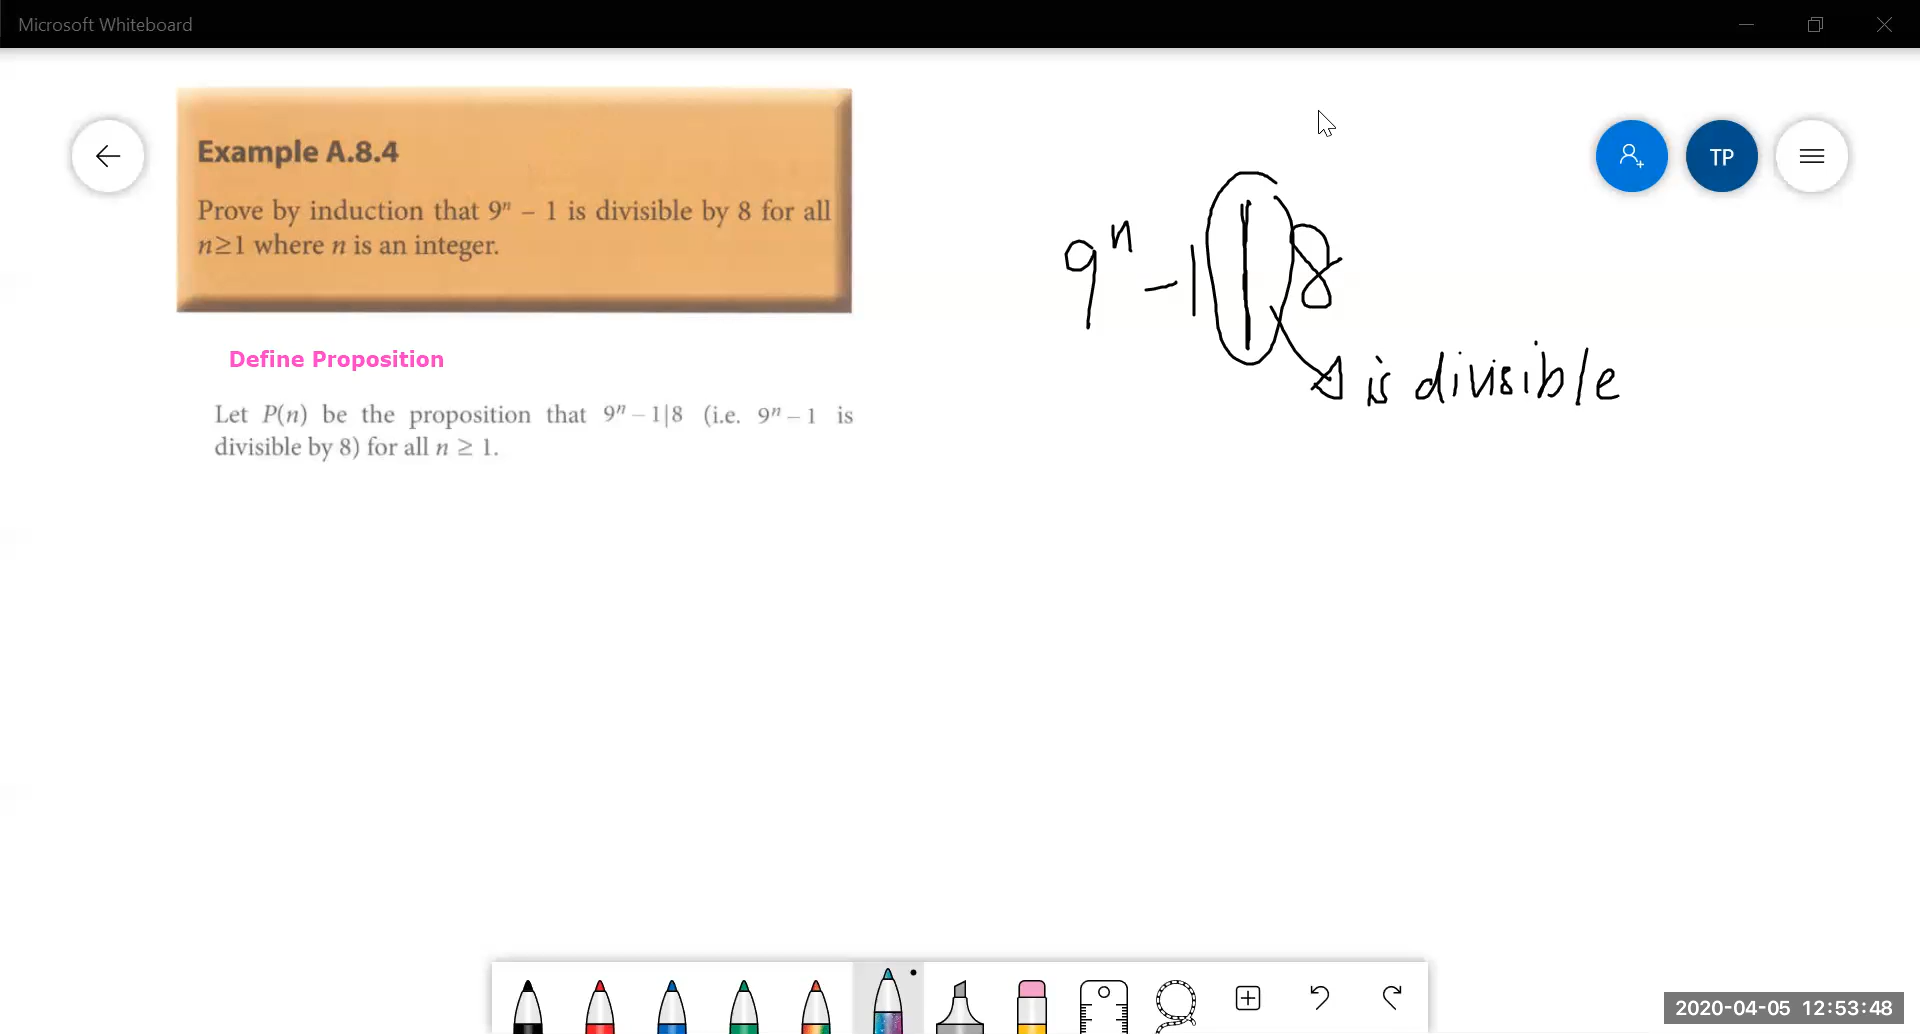 Microsoft Whiteboard
Example A.8.4
Prove by induction that 9ⁿ – 1 is divisible by 8 for all
n≥1 where n is an integer.
TP
9ⁿ – 1 | 8
is divisible
Define Proposition
Let P(n) be the proposition that 9ⁿ – 1|8 (i.e. 9ⁿ – 1 is
divisible by 8) for all n ≥ 1.
2020-04-05 12:53:48